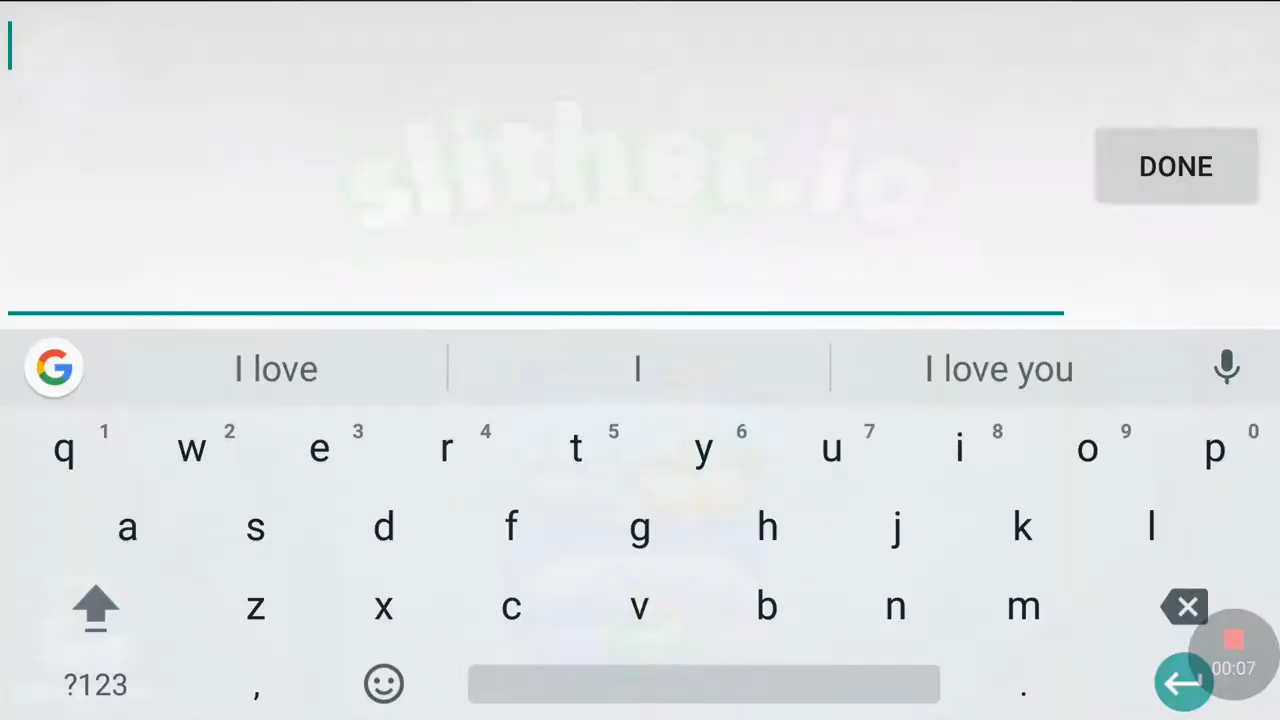 slither.io
DONE
I love I I love you
q 1 w 2 e 3 r 4 t 5 y 6 u 7 i 8 o 9 p 0
a s d f g h j k l
z x c v b n m
?123 , .
00:07